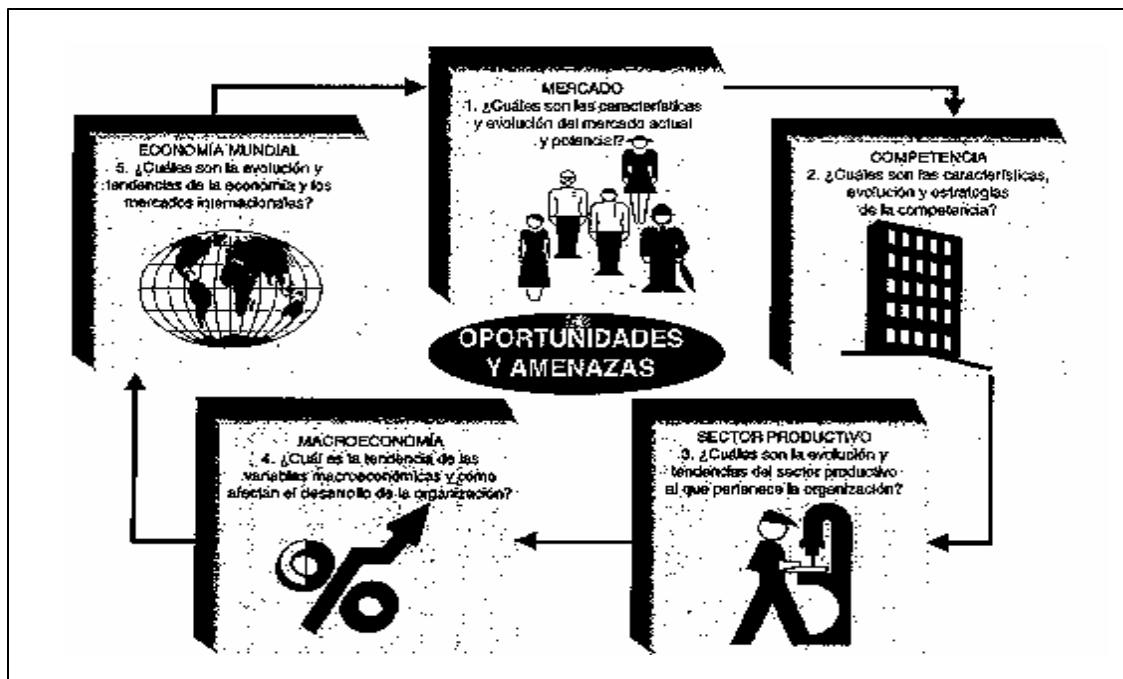 MERCADO
1. ¿Cuáles son las características
y evolución del mercado actual
y potencial?
COMPETENCIA
2. ¿Cuáles son las características,
evolución y estrategias
de la competencia?
SECTOR PRODUCTIVO
3. ¿Cuáles son la evolución y
tendencias del sector productivo
al que pertenece la organización?
MACROECONOMÍA
4. ¿Cuál es la tendencia de las
variables macroeconómicas y cómo
afectan el desarrollo de la organización?
ECONOMÍA MUNDIAL
5. ¿Cuáles son la evolución y
tendencias de la economía y los
mercados internacionales?
OPORTUNIDADES
Y AMENAZAS